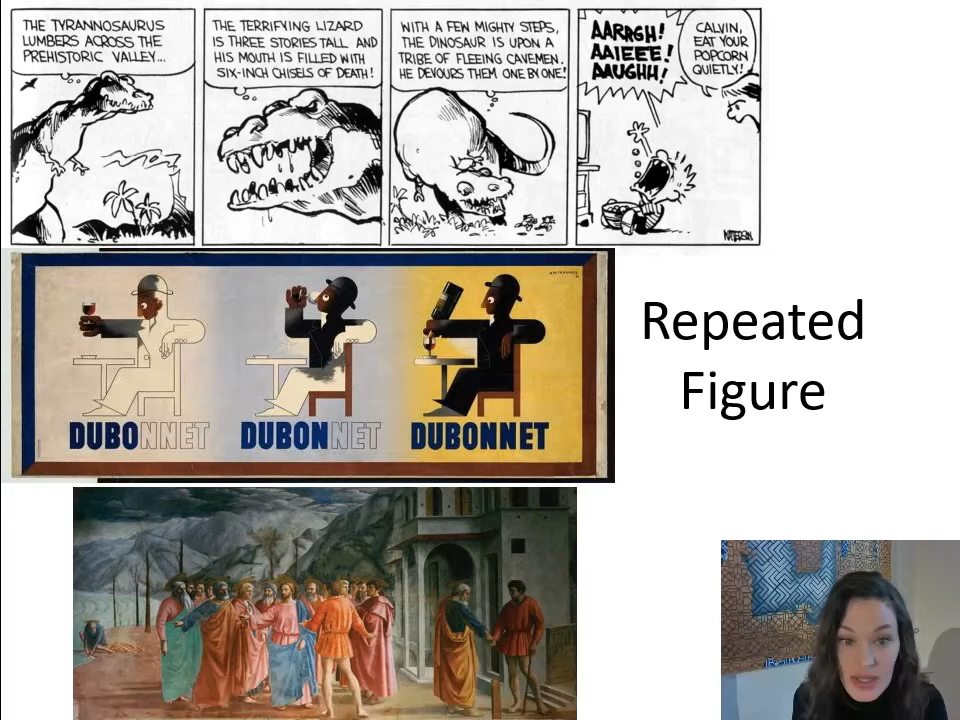 THE TYRANNOSAURUS
LUMBERS ACROSS THE
PREHISTORIC VALLEY...
THE TERRIFYING LIZARD
IS THREE STORIES TALL AND
HIS MOUTH IS FILLED WITH
SIX-INCH CHISELS OF DEATH!
WITH A FEW MIGHTY STEPS,
THE DINOSAUR IS UPON A
TRIBE OF FLEEING CAVEMEN.
HE DEVOURS THEM ONE BY ONE!
AARRGH!
AAIEEE!
AAUGHH!
CALVIN,
EAT YOUR
POPCORN
QUIETLY!
WATTERSON
DUBONNET DUBONNET DUBONNET
Repeated
Figure